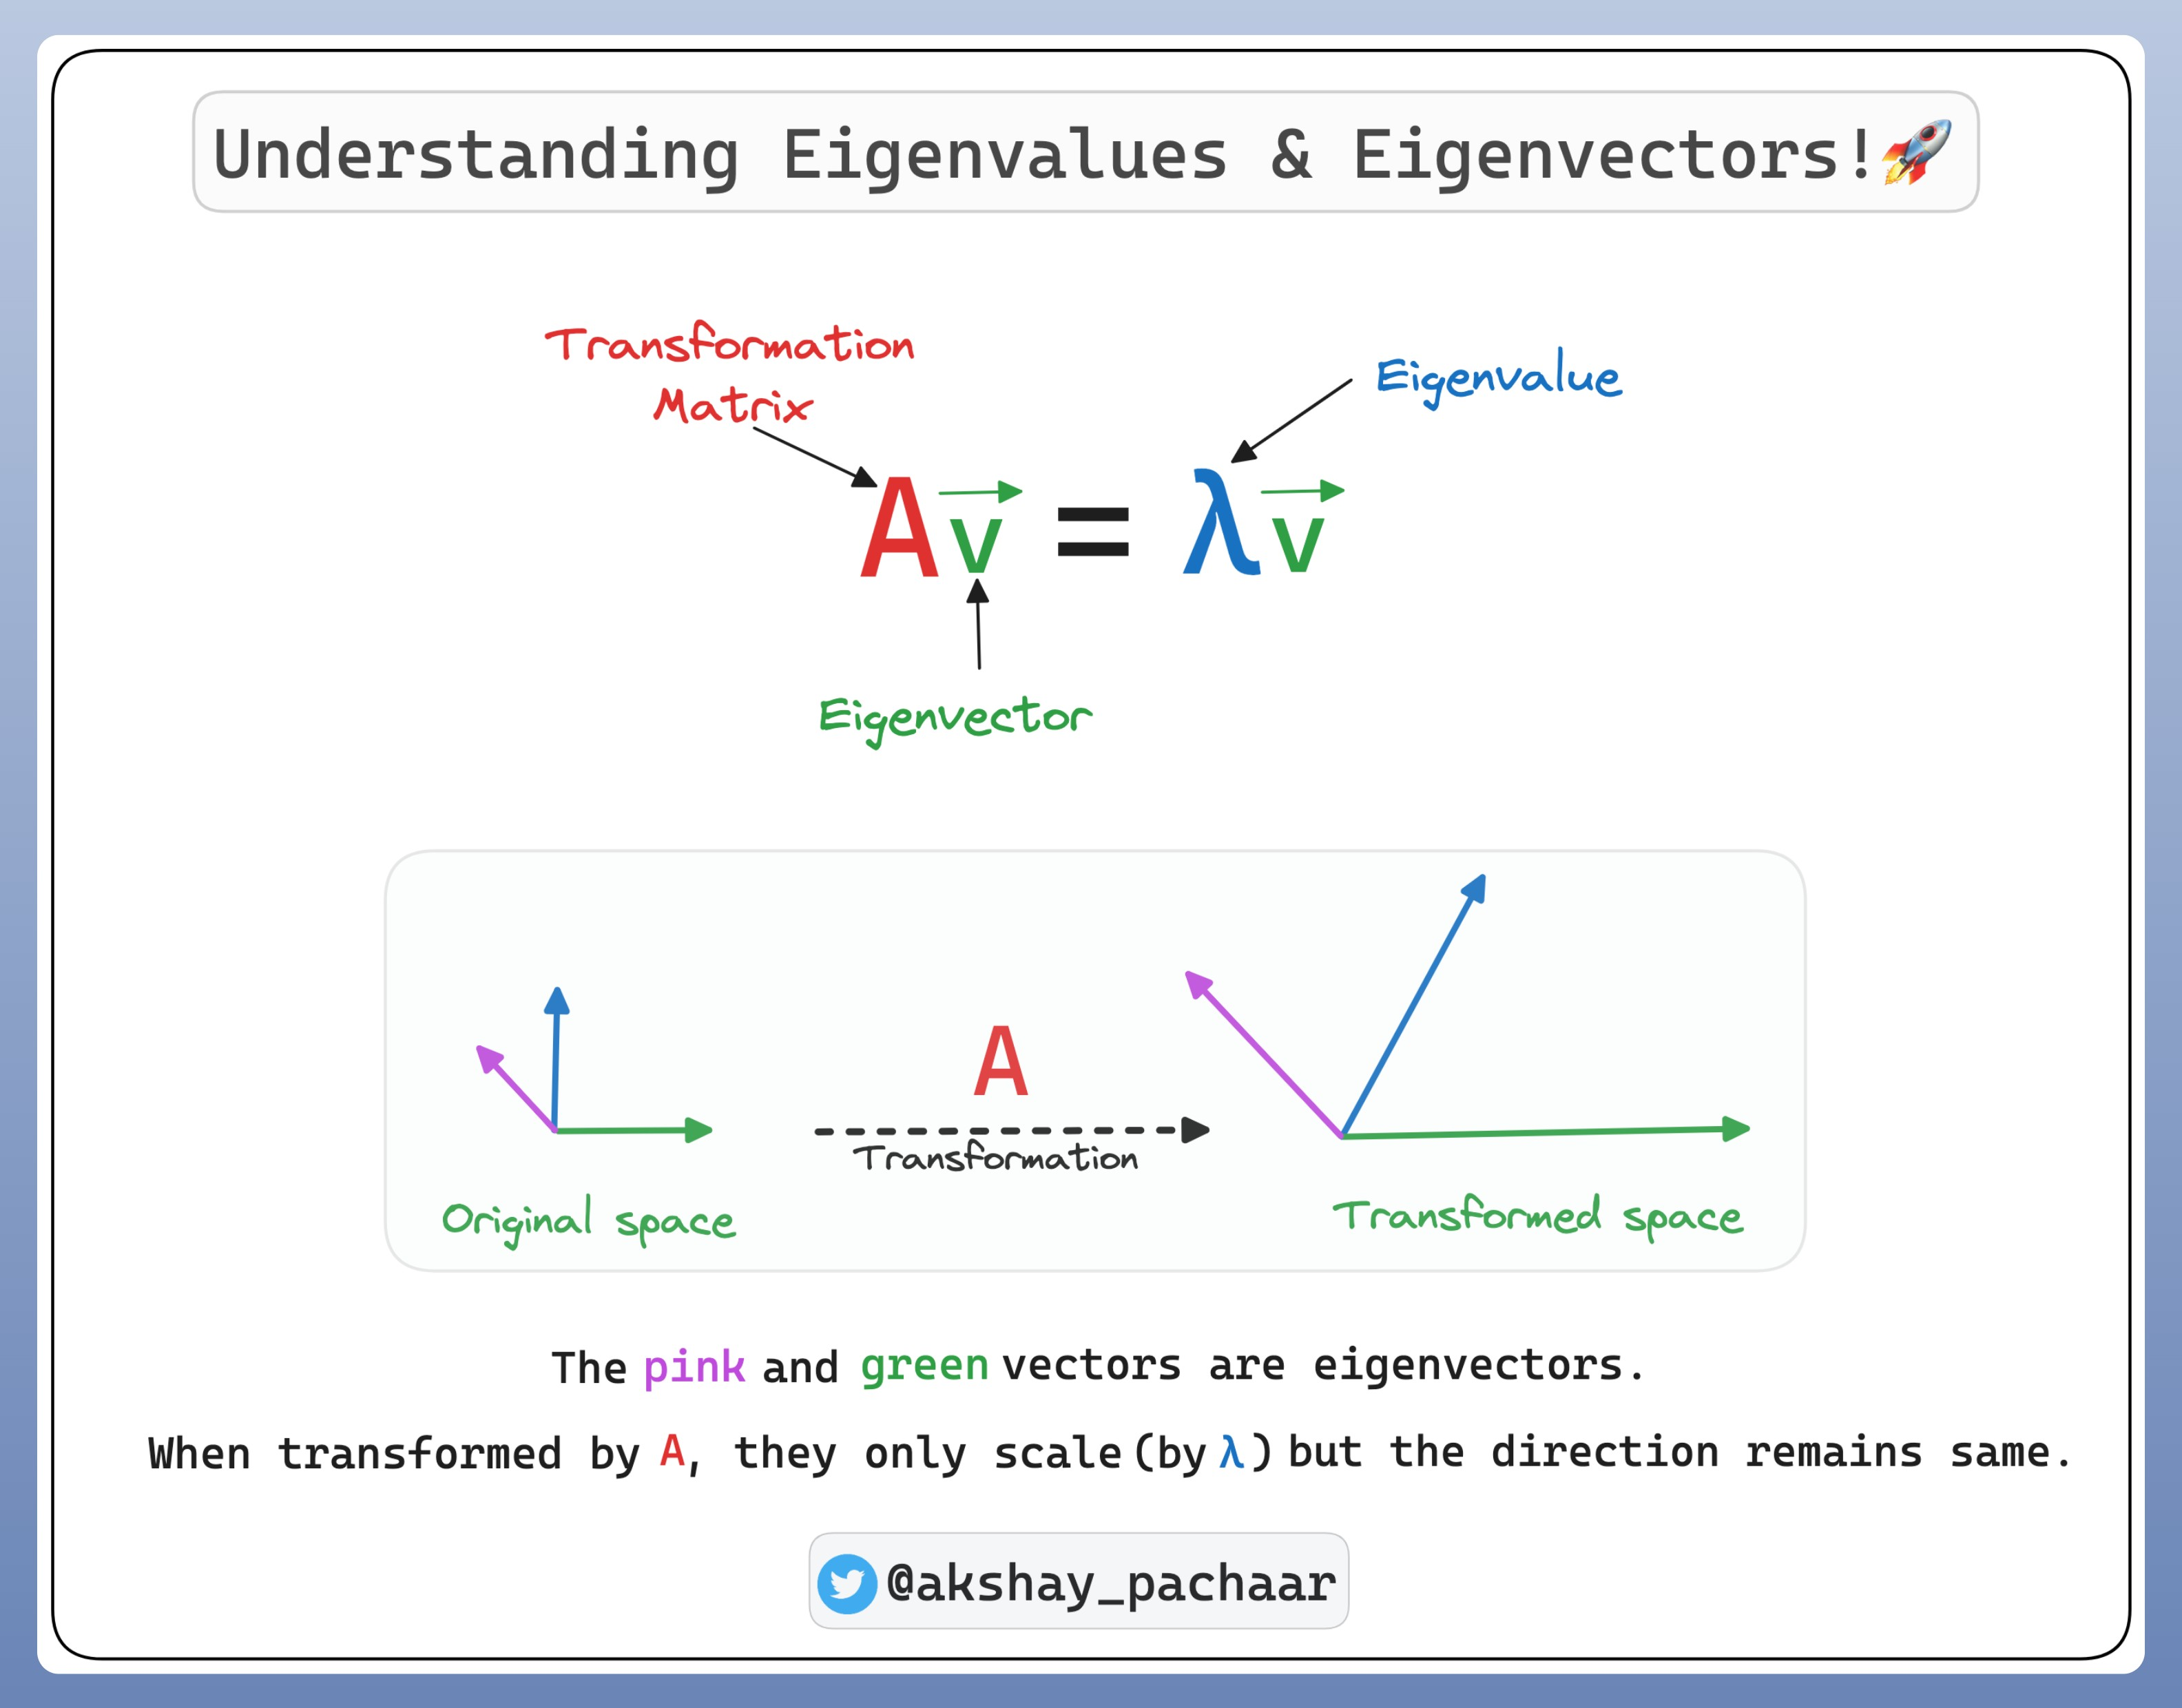 Understanding Eigenvalues & Eigenvectors!🚀
Transformation
Matrix
Eigenvalue
Av = λv
Eigenvector
A
Transformation
Original space
Transformed space
The pink and green vectors are eigenvectors.
When transformed by A, they only scale(by λ) but the direction remains same.
@akshay_pachaar